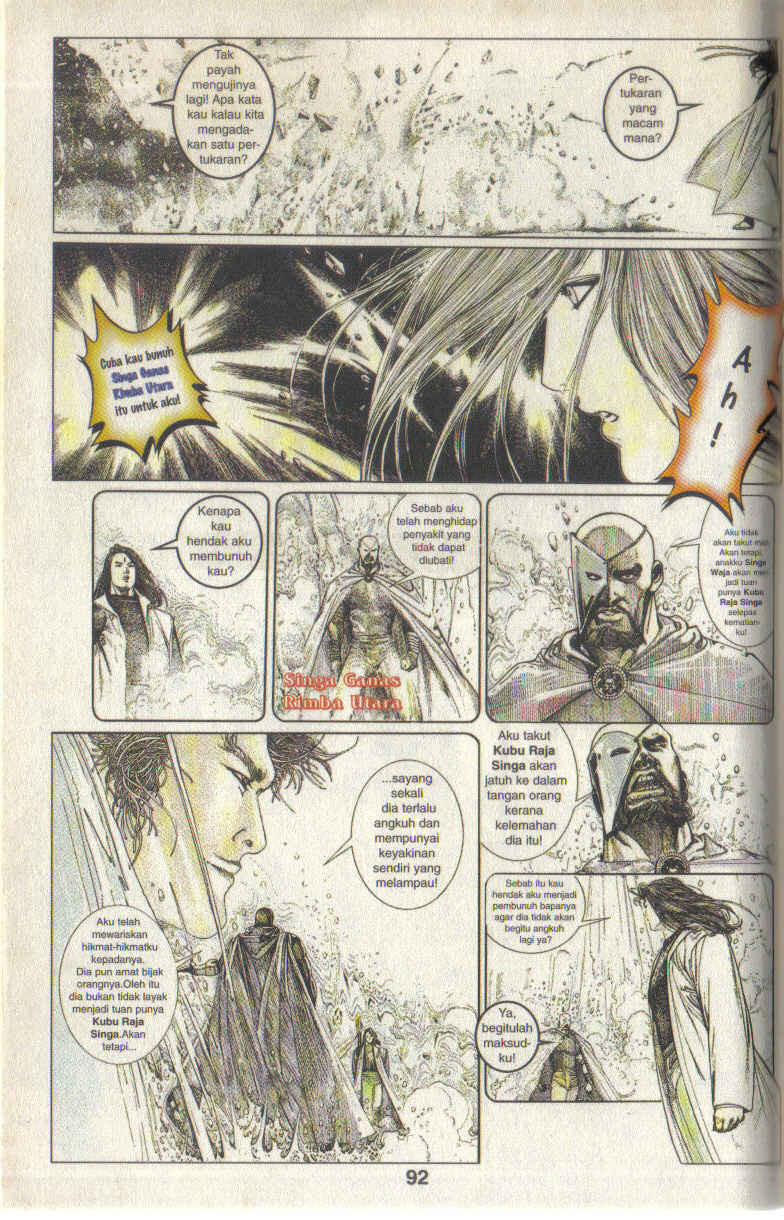 Tak
payah
mengujinya
lagi! Apa kata
kau kalau kita
mengada-
kan satu per-
tukaran?
Per-
tukaran
yang
macam
mana?
Cuba kau bunuh
Singa Ganas
Rimba Utara
itu untuk aku!
Ah!
Kenapa
kau
hendak aku
membunuh
kau?
Sebab aku
telah menghidap
penyakit yang
tidak dapat
diubati!
Singa Ganas
Rimba Utara
Aku tidak
akan takut
Akan tetapi,
anakku Singa
Waja akan men-
jadi tuan
punya Kubu
Raja Singa
selepas
kematian-
ku!
Aku takut
Kubu Raja
Singa akan
jatuh ke dalam
tangan orang
kerana
kelemahan
dia itu!
...sayang
sekali
dia terlalu
angkuh dan
mempunyai
keyakinan
sendiri yang
melampau!
Aku telah
mewariskan
hikmat-hikmatku
kepadanya.
Dia pun amat bijak
orangnya.Oleh itu
dia bukan tidak layak
menjadi tuan punya
Kubu Raja
Singa.Akan
tetapi...
Sebab itu kau
hendak aku menjadi
pembunuh bapanya
agar dia tidak akan
begitu angkuh
lagi ya?
Ya,
begitulah
maksud-
ku!
92